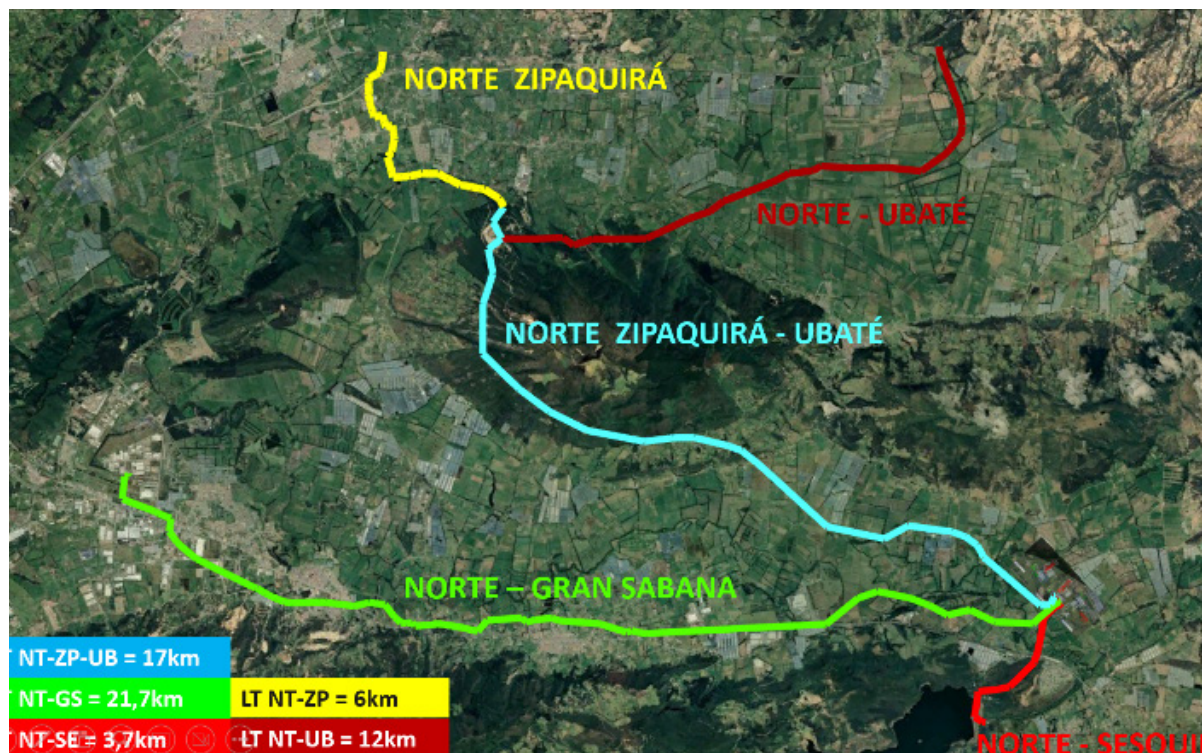 NORTE ZIPAQUIRÁ
NORTE - UBATÉ
NORTE ZIPAQUIRÁ - UBATÉ
NORTE – GRAN SABANA
NT-ZP-UB = 17km
NT-GS = 21,7km
LT NT-ZP = 6km
NT-SE = 3,7km
LT NT-UB = 12km
NORTE - SESQUI